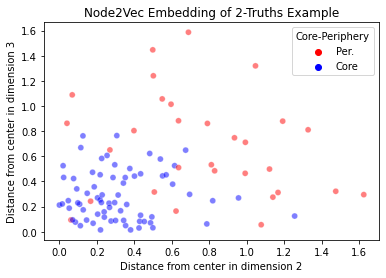 Node2Vec Embedding of 2-Truths Example
Core-Periphery
Per.
Core
Distance from center in dimension 3
1.6
1.4
1.2
1.0
0.8
0.6
0.4
0.2
0.0
0.0 0.2 0.4 0.6 0.8 1.0 1.2 1.4 1.6
Distance from center in dimension 2